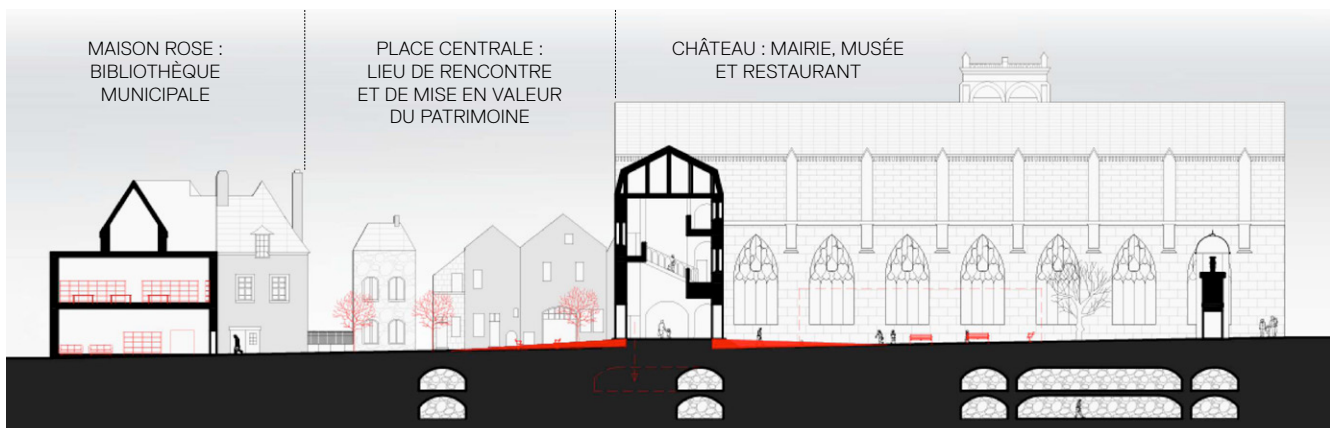 MAISON ROSE :
BIBLIOTHÈQUE
MUNICIPALE
PLACE CENTRALE :
LIEU DE RENCONTRE
ET DE MISE EN VALEUR
DU PATRIMOINE
CHÂTEAU : MAIRIE, MUSÉE
ET RESTAURANT